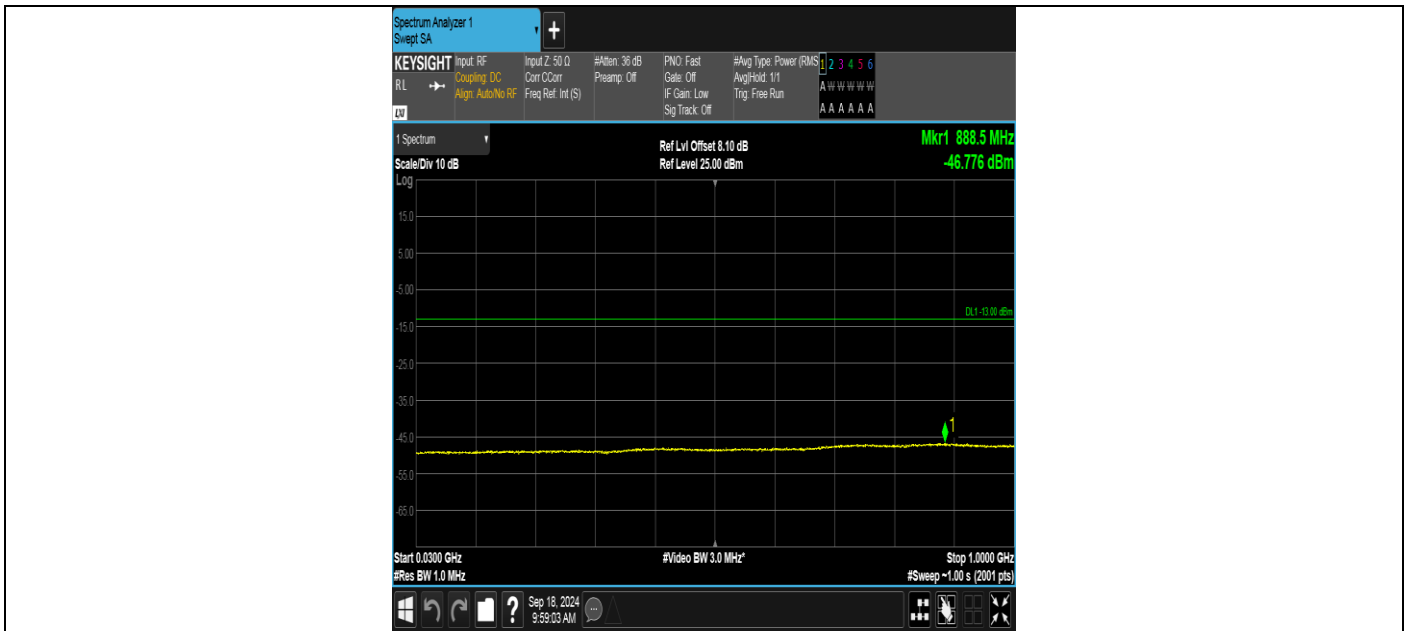 Spectrum Analyzer 1
Swept SA
+
KEYSIGHT
RL
LXI
Input: RF
Coupling: DC
Align: Auto/No RF
Input Z: 50 Ω
Corr CCorr
Freq Ref: Int (S)
#Atten: 36 dB
Preamp: Off
PNO: Fast
Gate: Off
IF Gain: Low
Sig Track: Off
#Avg Type: Power (RMS
Avg|Hold: 1/1
Trig: Free Run
1 2 3 4 5 6
A W W W W W
A A A A A A
1 Spectrum
Scale/Div 10 dB
Log
Ref Lvl Offset 8.10 dB
Ref Level 25.00 dBm
Mkr1 888.5 MHz
-46.776 dBm
15.0
5.00
-5.00
DL1 -13.00 dBm
-15.0
-25.0
-35.0
1
-45.0
-55.0
-65.0
Start 0.0300 GHz
#Res BW 1.0 MHz
#Video BW 3.0 MHz*
Stop 1.0000 GHz
#Sweep ~1.00 s (2001 pts)
?
Sep 18, 2024
9:59:03 AM